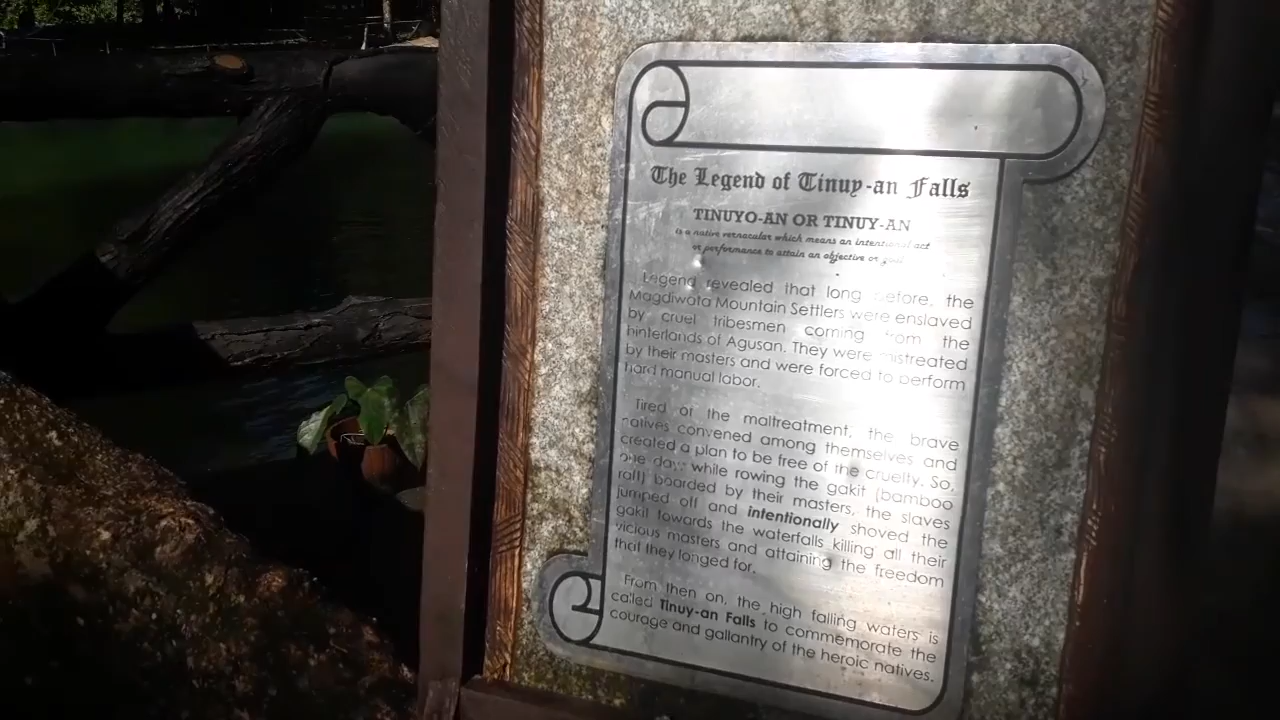 The Legend of Tinuy-an Falls
TINUYO-AN OR TINUY-AN
is a native vernacular which means an intentional act
or performance to attain an objective or goal
Legend revealed that long before, the
Magdiwata Mountain Settlers were enslaved
by cruel tribesmen coming from the
hinterlands of Agusan. They were mistreated
by their masters and were forced to perform
hard manual labor.
Tired of the maltreatment, the brave
natives convened among themselves and
created a plan to be free of the cruelty. So,
one day while rowing the gakit (bamboo
raft) boarded by their masters, the slaves
jumped off and intentionally shoved the
gakit towards the waterfalls killing all their
vicious masters and attaining the freedom
that they longed for.
From then on, the high falling waters is
called Tinuy-an Falls to commemorate the
courage and gallantry of the heroic natives.